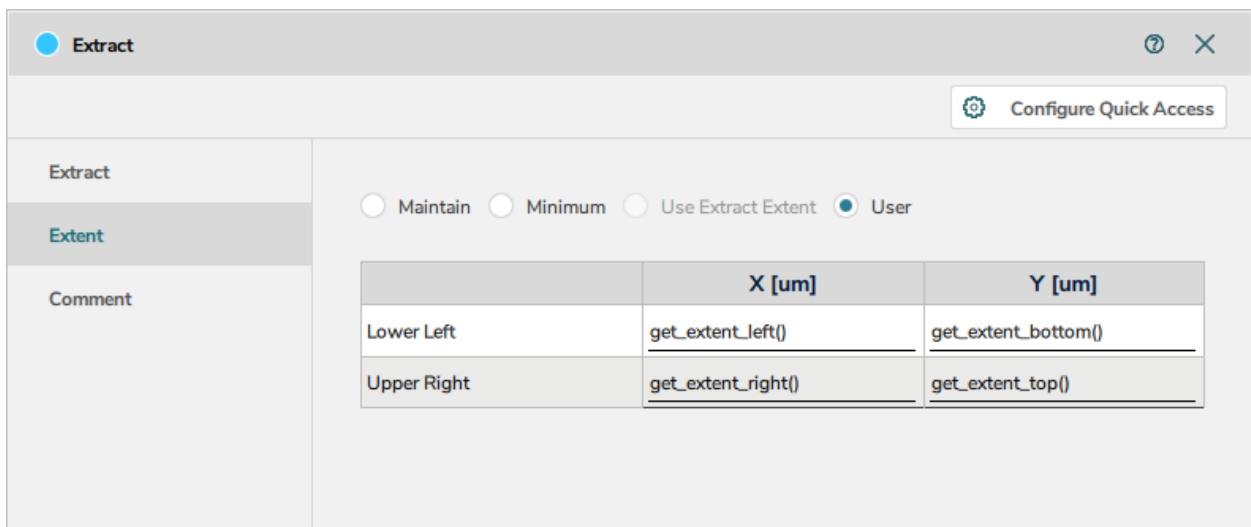 Extract
Configure Quick Access
Extract
Extent
Comment
Maintain Minimum Use Extract Extent User
X [um] Y [um]
Lower Left get_extent_left() get_extent_bottom()
Upper Right get_extent_right() get_extent_top()